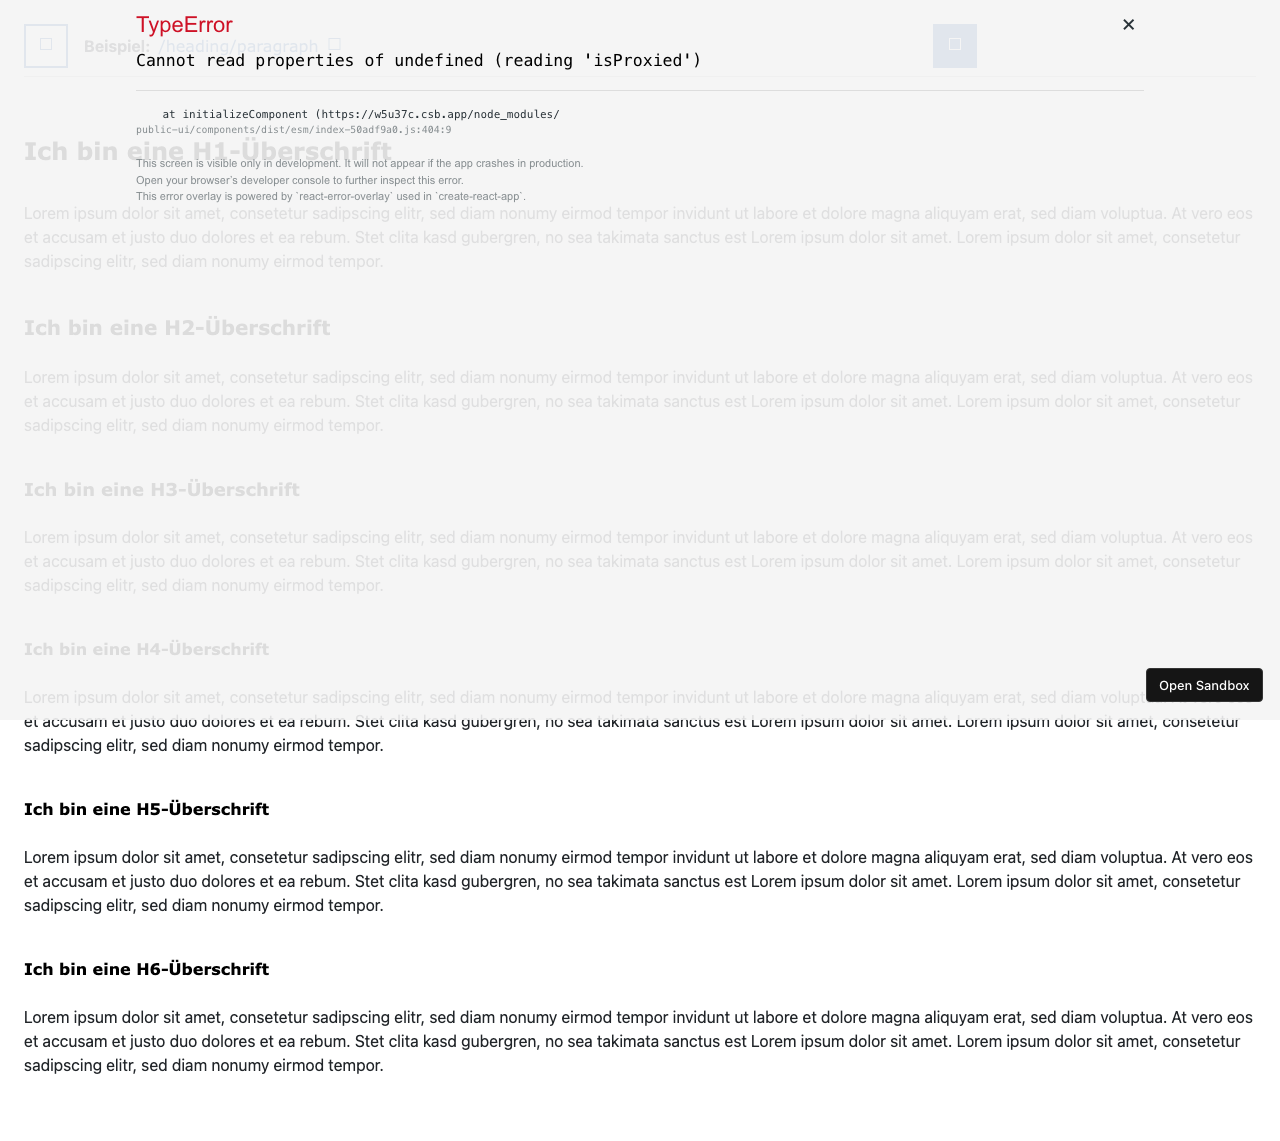 TypeError
✕
Beispiel: /heading/paragraph
Cannot read properties of undefined (reading 'isProxied')
at initializeComponent (https://w5u37c.csb.app/node_modules/
public-ui/components/dist/esm/index-50adf9a0.js:404:9
Ich bin eine H1-Überschrift
This screen is visible only in development. It will not appear if the app crashes in production.
Open your browser's developer console to further inspect this error.
This error overlay is powered by `react-error-overlay` used in `create-react-app`.
Lorem ipsum dolor sit amet, consetetur sadipscing elitr, sed diam nonumy eirmod tempor invidunt ut labore et dolore magna aliquyam erat, sed diam voluptua. At vero eos
et accusam et justo duo dolores et ea rebum. Stet clita kasd gubergren, no sea takimata sanctus est Lorem ipsum dolor sit amet. Lorem ipsum dolor sit amet, consetetur
sadipscing elitr, sed diam nonumy eirmod tempor.
Ich bin eine H2-Überschrift
Lorem ipsum dolor sit amet, consetetur sadipscing elitr, sed diam nonumy eirmod tempor invidunt ut labore et dolore magna aliquyam erat, sed diam voluptua. At vero eos
et accusam et justo duo dolores et ea rebum. Stet clita kasd gubergren, no sea takimata sanctus est Lorem ipsum dolor sit amet. Lorem ipsum dolor sit amet, consetetur
sadipscing elitr, sed diam nonumy eirmod tempor.
Ich bin eine H3-Überschrift
Lorem ipsum dolor sit amet, consetetur sadipscing elitr, sed diam nonumy eirmod tempor invidunt ut labore et dolore magna aliquyam erat, sed diam voluptua. At vero eos
et accusam et justo duo dolores et ea rebum. Stet clita kasd gubergren, no sea takimata sanctus est Lorem ipsum dolor sit amet. Lorem ipsum dolor sit amet, consetetur
sadipscing elitr, sed diam nonumy eirmod tempor.
Ich bin eine H4-Überschrift
Open Sandbox
Lorem ipsum dolor sit amet, consetetur sadipscing elitr, sed diam nonumy eirmod tempor invidunt ut labore et dolore magna aliquyam erat, sed diam voluptua. At vero eos
et accusam et justo duo dolores et ea rebum. Stet clita kasd gubergren, no sea takimata sanctus est Lorem ipsum dolor sit amet. Lorem ipsum dolor sit amet, consetetur
sadipscing elitr, sed diam nonumy eirmod tempor.
Ich bin eine H5-Überschrift
Lorem ipsum dolor sit amet, consetetur sadipscing elitr, sed diam nonumy eirmod tempor invidunt ut labore et dolore magna aliquyam erat, sed diam voluptua. At vero eos
et accusam et justo duo dolores et ea rebum. Stet clita kasd gubergren, no sea takimata sanctus est Lorem ipsum dolor sit amet. Lorem ipsum dolor sit amet, consetetur
sadipscing elitr, sed diam nonumy eirmod tempor.
Ich bin eine H6-Überschrift
Lorem ipsum dolor sit amet, consetetur sadipscing elitr, sed diam nonumy eirmod tempor invidunt ut labore et dolore magna aliquyam erat, sed diam voluptua. At vero eos
et accusam et justo duo dolores et ea rebum. Stet clita kasd gubergren, no sea takimata sanctus est Lorem ipsum dolor sit amet. Lorem ipsum dolor sit amet, consetetur
sadipscing elitr, sed diam nonumy eirmod tempor.